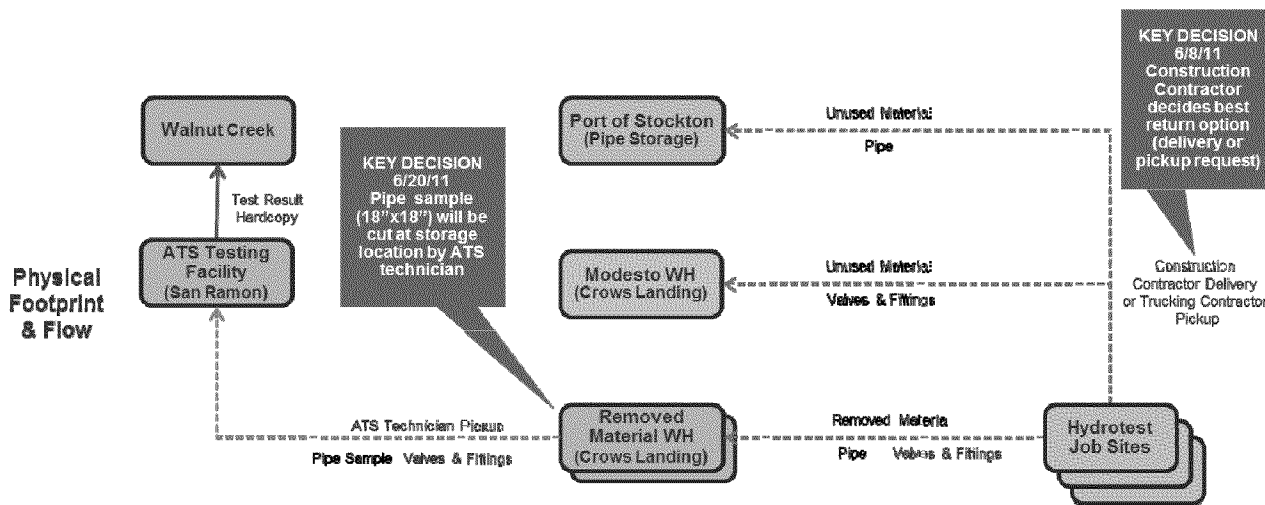 Physical
Footprint
& Flow
Walnut Creek
Test Result
Hardcopy
ATS Testing
Facility
(San Ramon)
KEY DECISION
6/20/11
Pipe sample
(18"x18") will be
cut at storage
location by ATS
technician
ATS Technician Pickup
Pipe Sample Valves & Fittings
Port of Stockton
(Pipe Storage)
Unused Material
Pipe
Modesto WH
(Crows Landing)
Unused Material
Valves & Fittings
Removed
Material WH
(Crows Landing)
Removed Materia
Pipe Valves & Fittings
KEY DECISION
6/8/11
Construction
Contractor
decides best
return option
(delivery or
pickup request)
Construction
Contractor Delivery
or Trucking Contractor
Pickup
Hydrotest
Job Sites